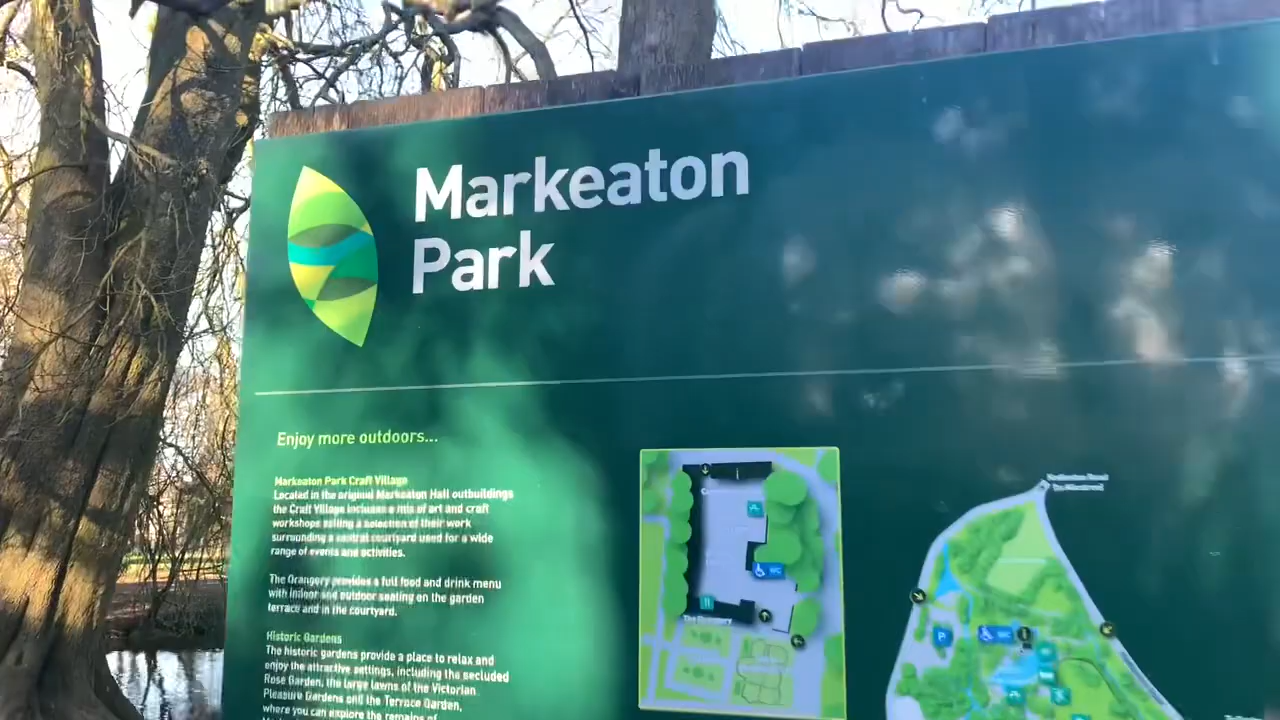 Markeaton
Park
Enjoy more outdoors...
Markeaton Park Craft Village
Located in the original Markeaton Hall outbuildings
the Craft Village includes a mix of art and craft
workshops selling a selection of their work
surrounding a central courtyard used for a wide
range of events and activities.
The Orangery provides a full food and drink menu
with indoor and outdoor seating on the garden
terrace and in the courtyard.
Historic Gardens
The historic gardens provide a place to relax and
enjoy the attractive settings, including the secluded
Rose Garden, the large lawns of the Victorian
Pleasure Gardens and the Terrace Garden,
where you can explore the remains of
WC
The Orangery
P
WC